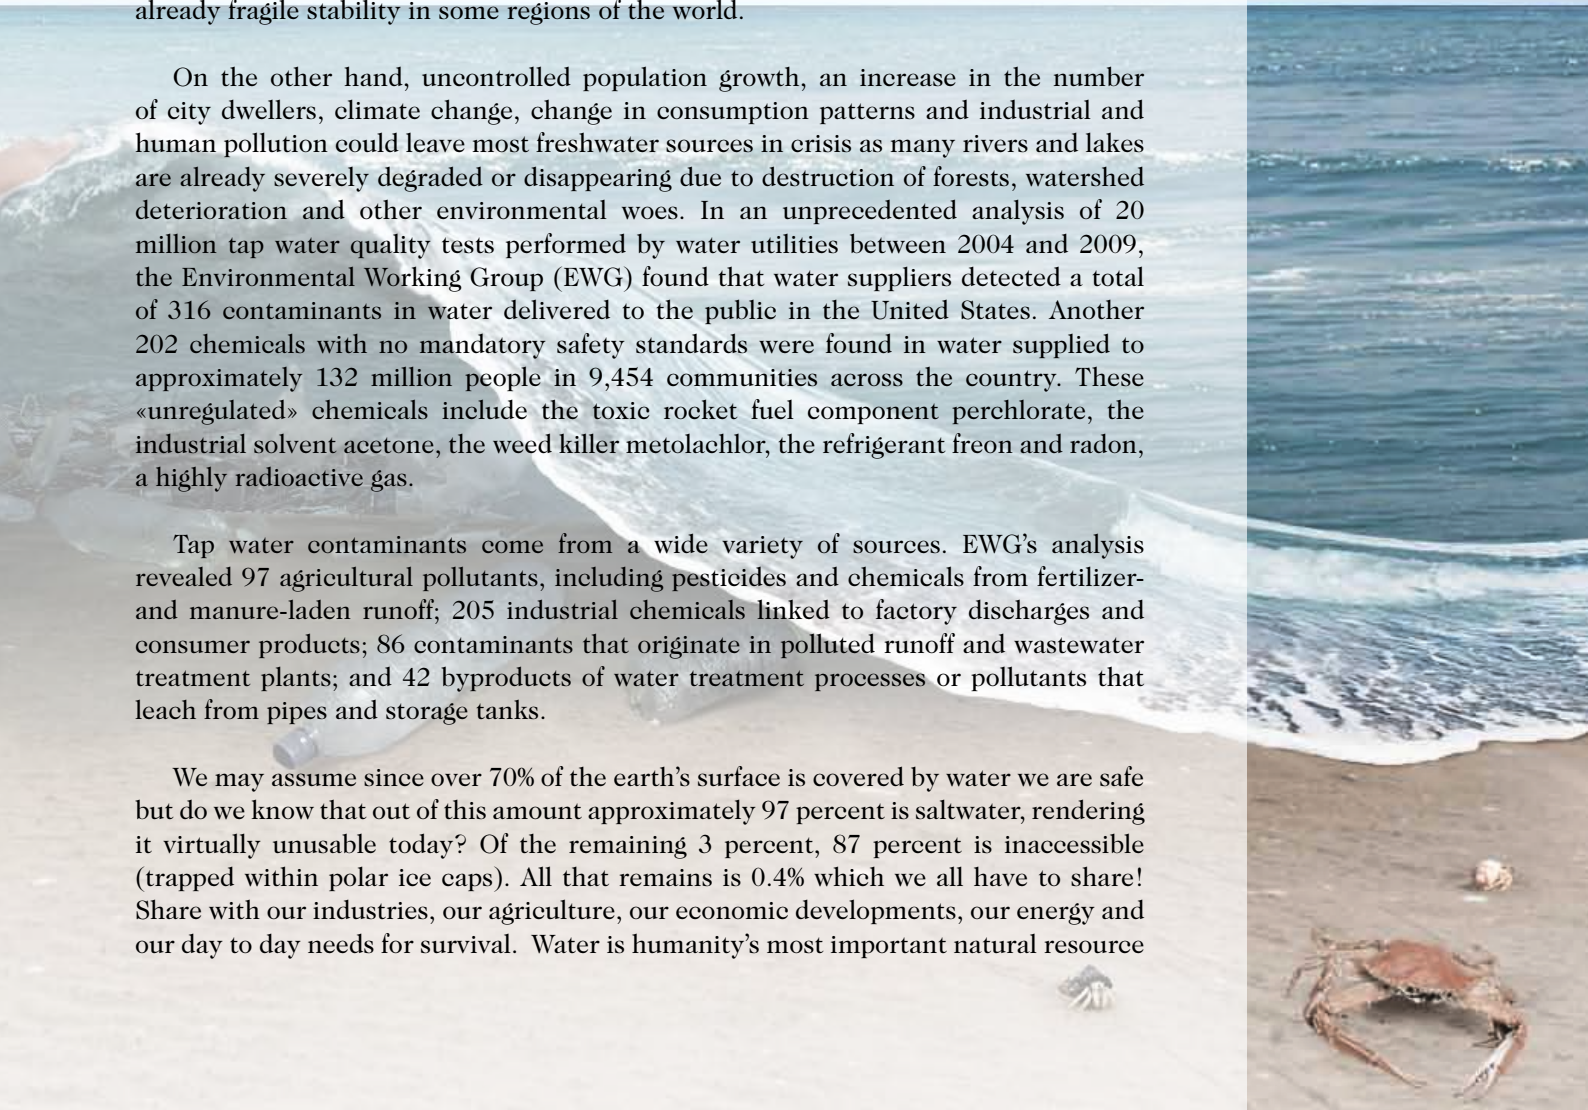 already fragile stability in some regions of the world.
On the other hand, uncontrolled population growth, an increase in the number
of city dwellers, climate change, change in consumption patterns and industrial and
human pollution could leave most freshwater sources in crisis as many rivers and lakes
are already severely degraded or disappearing due to destruction of forests, watershed
deterioration and other environmental woes. In an unprecedented analysis of 20
million tap water quality tests performed by water utilities between 2004 and 2009,
the Environmental Working Group (EWG) found that water suppliers detected a total
of 316 contaminants in water delivered to the public in the United States. Another
202 chemicals with no mandatory safety standards were found in water supplied to
approximately 132 million people in 9,454 communities across the country. These
«unregulated» chemicals include the toxic rocket fuel component perchlorate, the
industrial solvent acetone, the weed killer metolachlor, the refrigerant freon and radon,
a highly radioactive gas.
Tap water contaminants come from a wide variety of sources. EWG’s analysis
revealed 97 agricultural pollutants, including pesticides and chemicals from fertilizer-
and manure-laden runoff; 205 industrial chemicals linked to factory discharges and
consumer products; 86 contaminants that originate in polluted runoff and wastewater
treatment plants; and 42 byproducts of water treatment processes or pollutants that
leach from pipes and storage tanks.
We may assume since over 70% of the earth’s surface is covered by water we are safe
but do we know that out of this amount approximately 97 percent is saltwater, rendering
it virtually unusable today? Of the remaining 3 percent, 87 percent is inaccessible
(trapped within polar ice caps). All that remains is 0.4% which we all have to share!
Share with our industries, our agriculture, our economic developments, our energy and
our day to day needs for survival.  Water is humanity’s most important natural resource